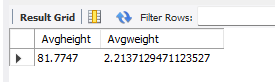 Result Grid Filter Rows:
Avgheight Avgweight
81.7747 2.2137129471123527